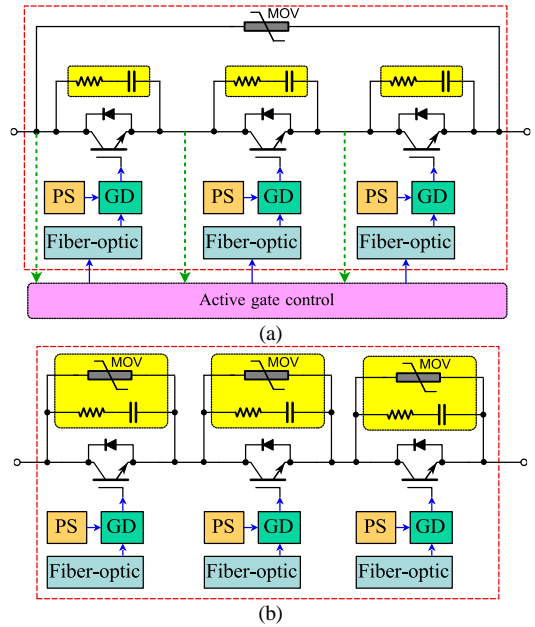 MOV
PS GD PS GD PS GD
Fiber-optic Fiber-optic Fiber-optic
Active gate control
(a)
MOV MOV MOV
PS GD PS GD PS GD
Fiber-optic Fiber-optic Fiber-optic
(b)